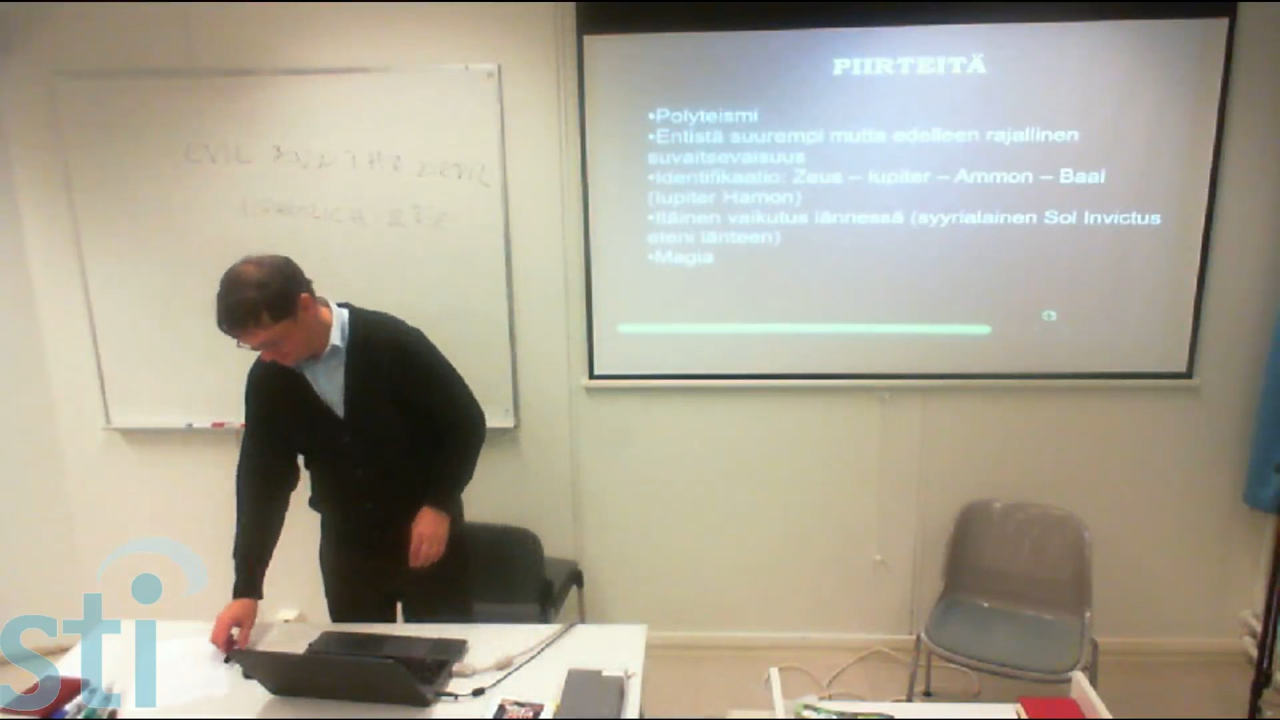 EVIL THE DEVIL
PIIRTEITÄ
•Polyteismi
•Entistä suurempi mutta edelleen rajallinen
suvaitsevaisuus
•Identifikaatio: Zeus – Iupiter – Ammon – Baal
(Iupiter Hamon)
•Itäinen vaikutus lännessä (syyrialainen Sol Invictus
eteni länteen)
•Magia
sti